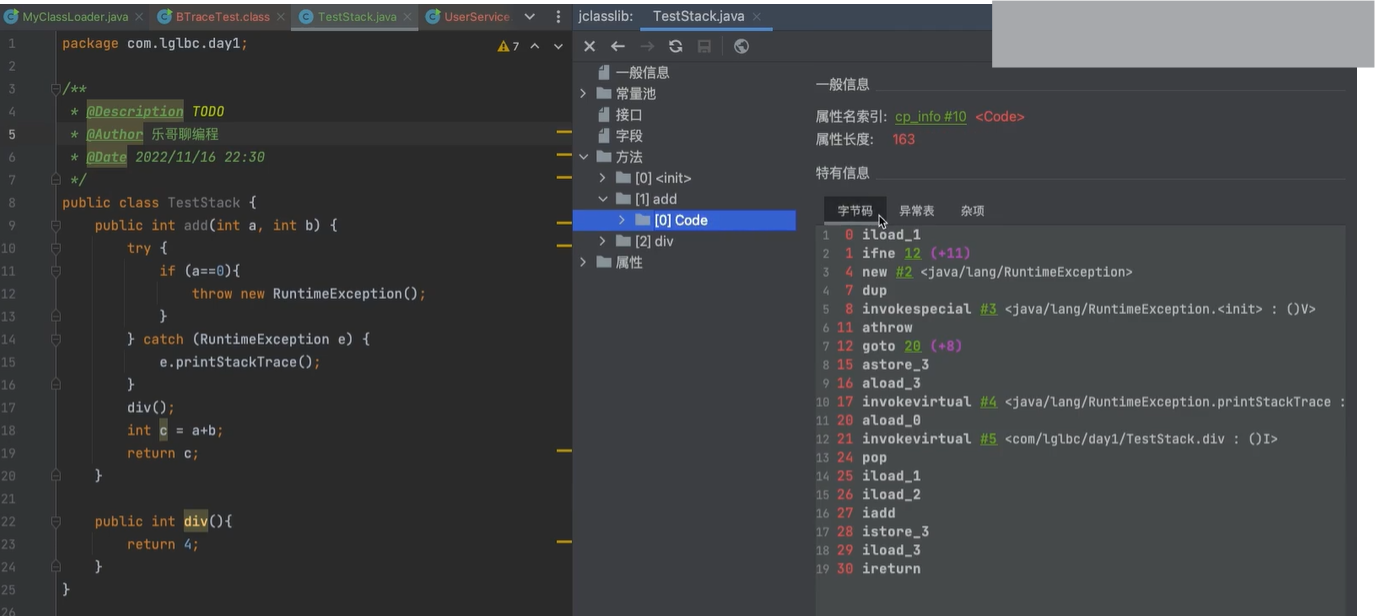 MyClassLoader.java × BTraceTest.class × TestStack.java × UserService
jclasslib: TestStack.java ×
7
1 package com.lglbc.day1;
2
3 /**
4 * @Description TODO
5 * @Author 乐哥聊编程
6 * @Date 2022/11/16 22:30
7 */
8 public class TestStack {
9 public int add(int a, int b) {
10 try {
11 if (a==0){
12 throw new RuntimeException();
13 }
14 } catch (RuntimeException e) {
15 e.printStackTrace();
16 }
17 div();
18 int c = a+b;
19 return c;
20 }
21
22 public int div(){
23 return 4;
24 }
25 }
26
一般信息
常量池
接口
字段
方法
[0] <init>
[1] add
[0] Code
[2] div
属性
一般信息
属性名索引: cp_info #10 <Code>
属性长度: 163
特有信息
字节码 异常表 杂项
1 0 iload_1
2 1 ifne 12 (+11)
3 4 new #2 <java/lang/RuntimeException>
4 7 dup
5 8 invokespecial #3 <java/lang/RuntimeException.<init> : ()V>
6 11 athrow
7 12 goto 20 (+8)
8 15 astore_3
9 16 aload_3
10 17 invokevirtual #4 <java/lang/RuntimeException.printStackTrace :
11 20 aload_0
12 21 invokevirtual #5 <com/lglbc/day1/TestStack.div : ()I>
13 24 pop
14 25 iload_1
15 26 iload_2
16 27 iadd
17 28 istore_3
18 29 iload_3
19 30 ireturn